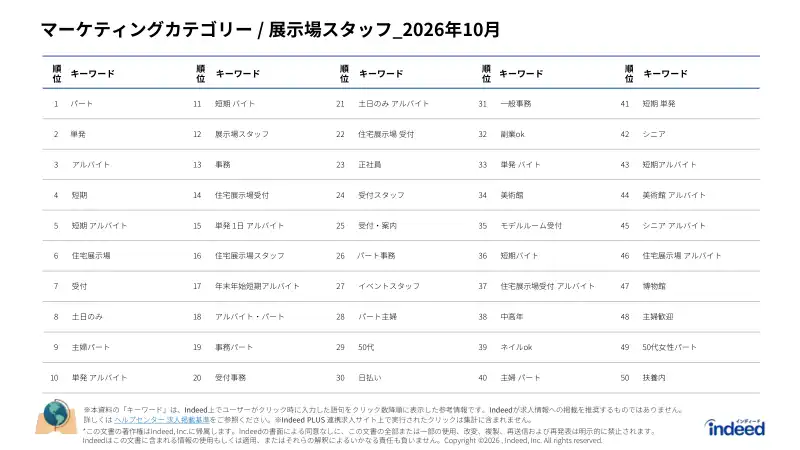 マーケティングカテゴリー / 展示場スタッフ_2026年10月
順位 キーワード 順位 キーワード 順位 キーワード 順位 キーワード 順位 キーワード
1 パート 11 短期 バイト 21 土日のみ アルバイト 31 一般事務 41 短期 単発
2 単発 12 展示場スタッフ 22 住宅展示場 受付 32 副業ok 42 シニア
3 アルバイト 13 事務 23 正社員 33 単発 バイト 43 短期アルバイト
4 短期 14 住宅展示場受付 24 受付スタッフ 34 美術館 44 美術館 アルバイト
5 短期 アルバイト 15 単発 1日 アルバイト 25 受付・案内 35 モデルルーム受付 45 シニア アルバイト
6 住宅展示場 16 住宅展示場スタッフ 26 パート事務 36 短期バイト 46 住宅展示場 アルバイト
7 受付 17 年末年始短期アルバイト 27 イベントスタッフ 37 住宅展示場受付 アルバイト 47 博物館
8 土日のみ 18 アルバイト・パート 28 パート主婦 38 中高年 48 主婦歓迎
9 主婦パート 19 事務パート 29 50代 39 ネイルok 49 50代女性パート
10 単発 アルバイト 20 受付事務 30 日払い 40 主婦 パート 50 扶養内
※本資料の「キーワード」は、Indeed上でユーザーがクリック時に入力した語句をクリック数降順に表示した参考情報です。Indeedが求人情報への掲載を推奨するものではありません。
詳しくは ヘルプセンター 求人掲載基準をご参照ください。※Indeed PLUS 連携求人サイト上で実行されたクリックは集計に含まれません。
*この文書の著作権はIndeed, Inc.に帰属します。Indeedの書面による同意なしに、この文書の全部または一部の使用、改変、複製、再送信および再発表は明示的に禁止されます。
Indeedはこの文書に含まれる情報の使用もしくは適用、またはそれらの解釈によるいかなる責任も負いません。Copyright ©2026 , Indeed, Inc. All rights reserved.
インディード
indeed